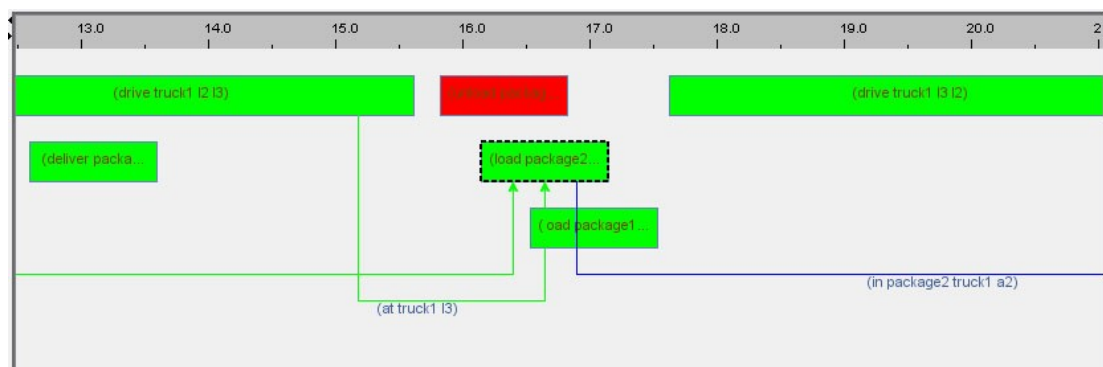 13.0 14.0 15.0 16.0 17.0 18.0 19.0 20.0 2
(drive truck1 l2 l3) (drive truck1 l3 l2)
(deliver packa... (load package2...
oad package1...
(in package2 truck1 a2)
(at truck1 l3)